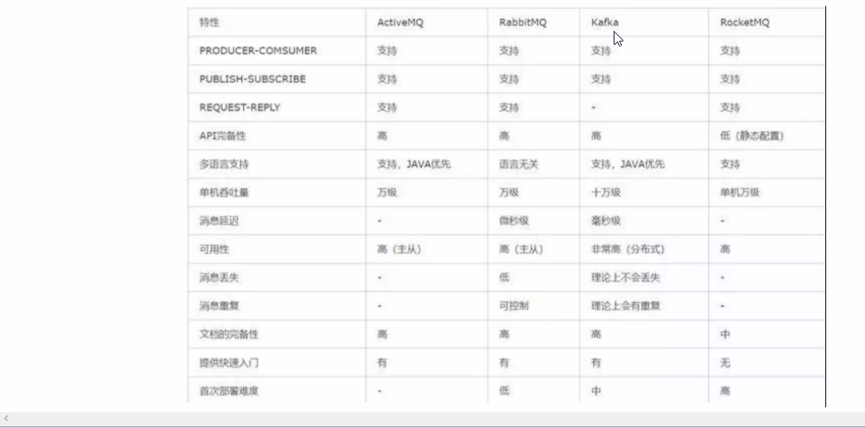 特性 ActiveMQ RabbitMQ Kafka RocketMQ
PRODUCER-COMSUMER 支持 支持 支持 支持
PUBLISH-SUBSCRIBE 支持 支持 支持 支持
REQUEST-REPLY 支持 支持 - 支持
API完备性 高 高 高 低（静态配置）
多语言支持 支持，JAVA优先 语言无关 支持，JAVA优先 支持
单机吞吐量 万级 万级 十万级 单机万级
消息延迟 - 微秒级 毫秒级 -
可用性 高（主从） 高（主从） 非常高（分布式） 高
消息丢失 - 低 理论上不会丢失 -
消息重复 - 可控制 理论上会有重复 -
文档的完备性 高 高 高 中
提供快速入门 有 有 有 无
首次部署难度 - 低 中 高